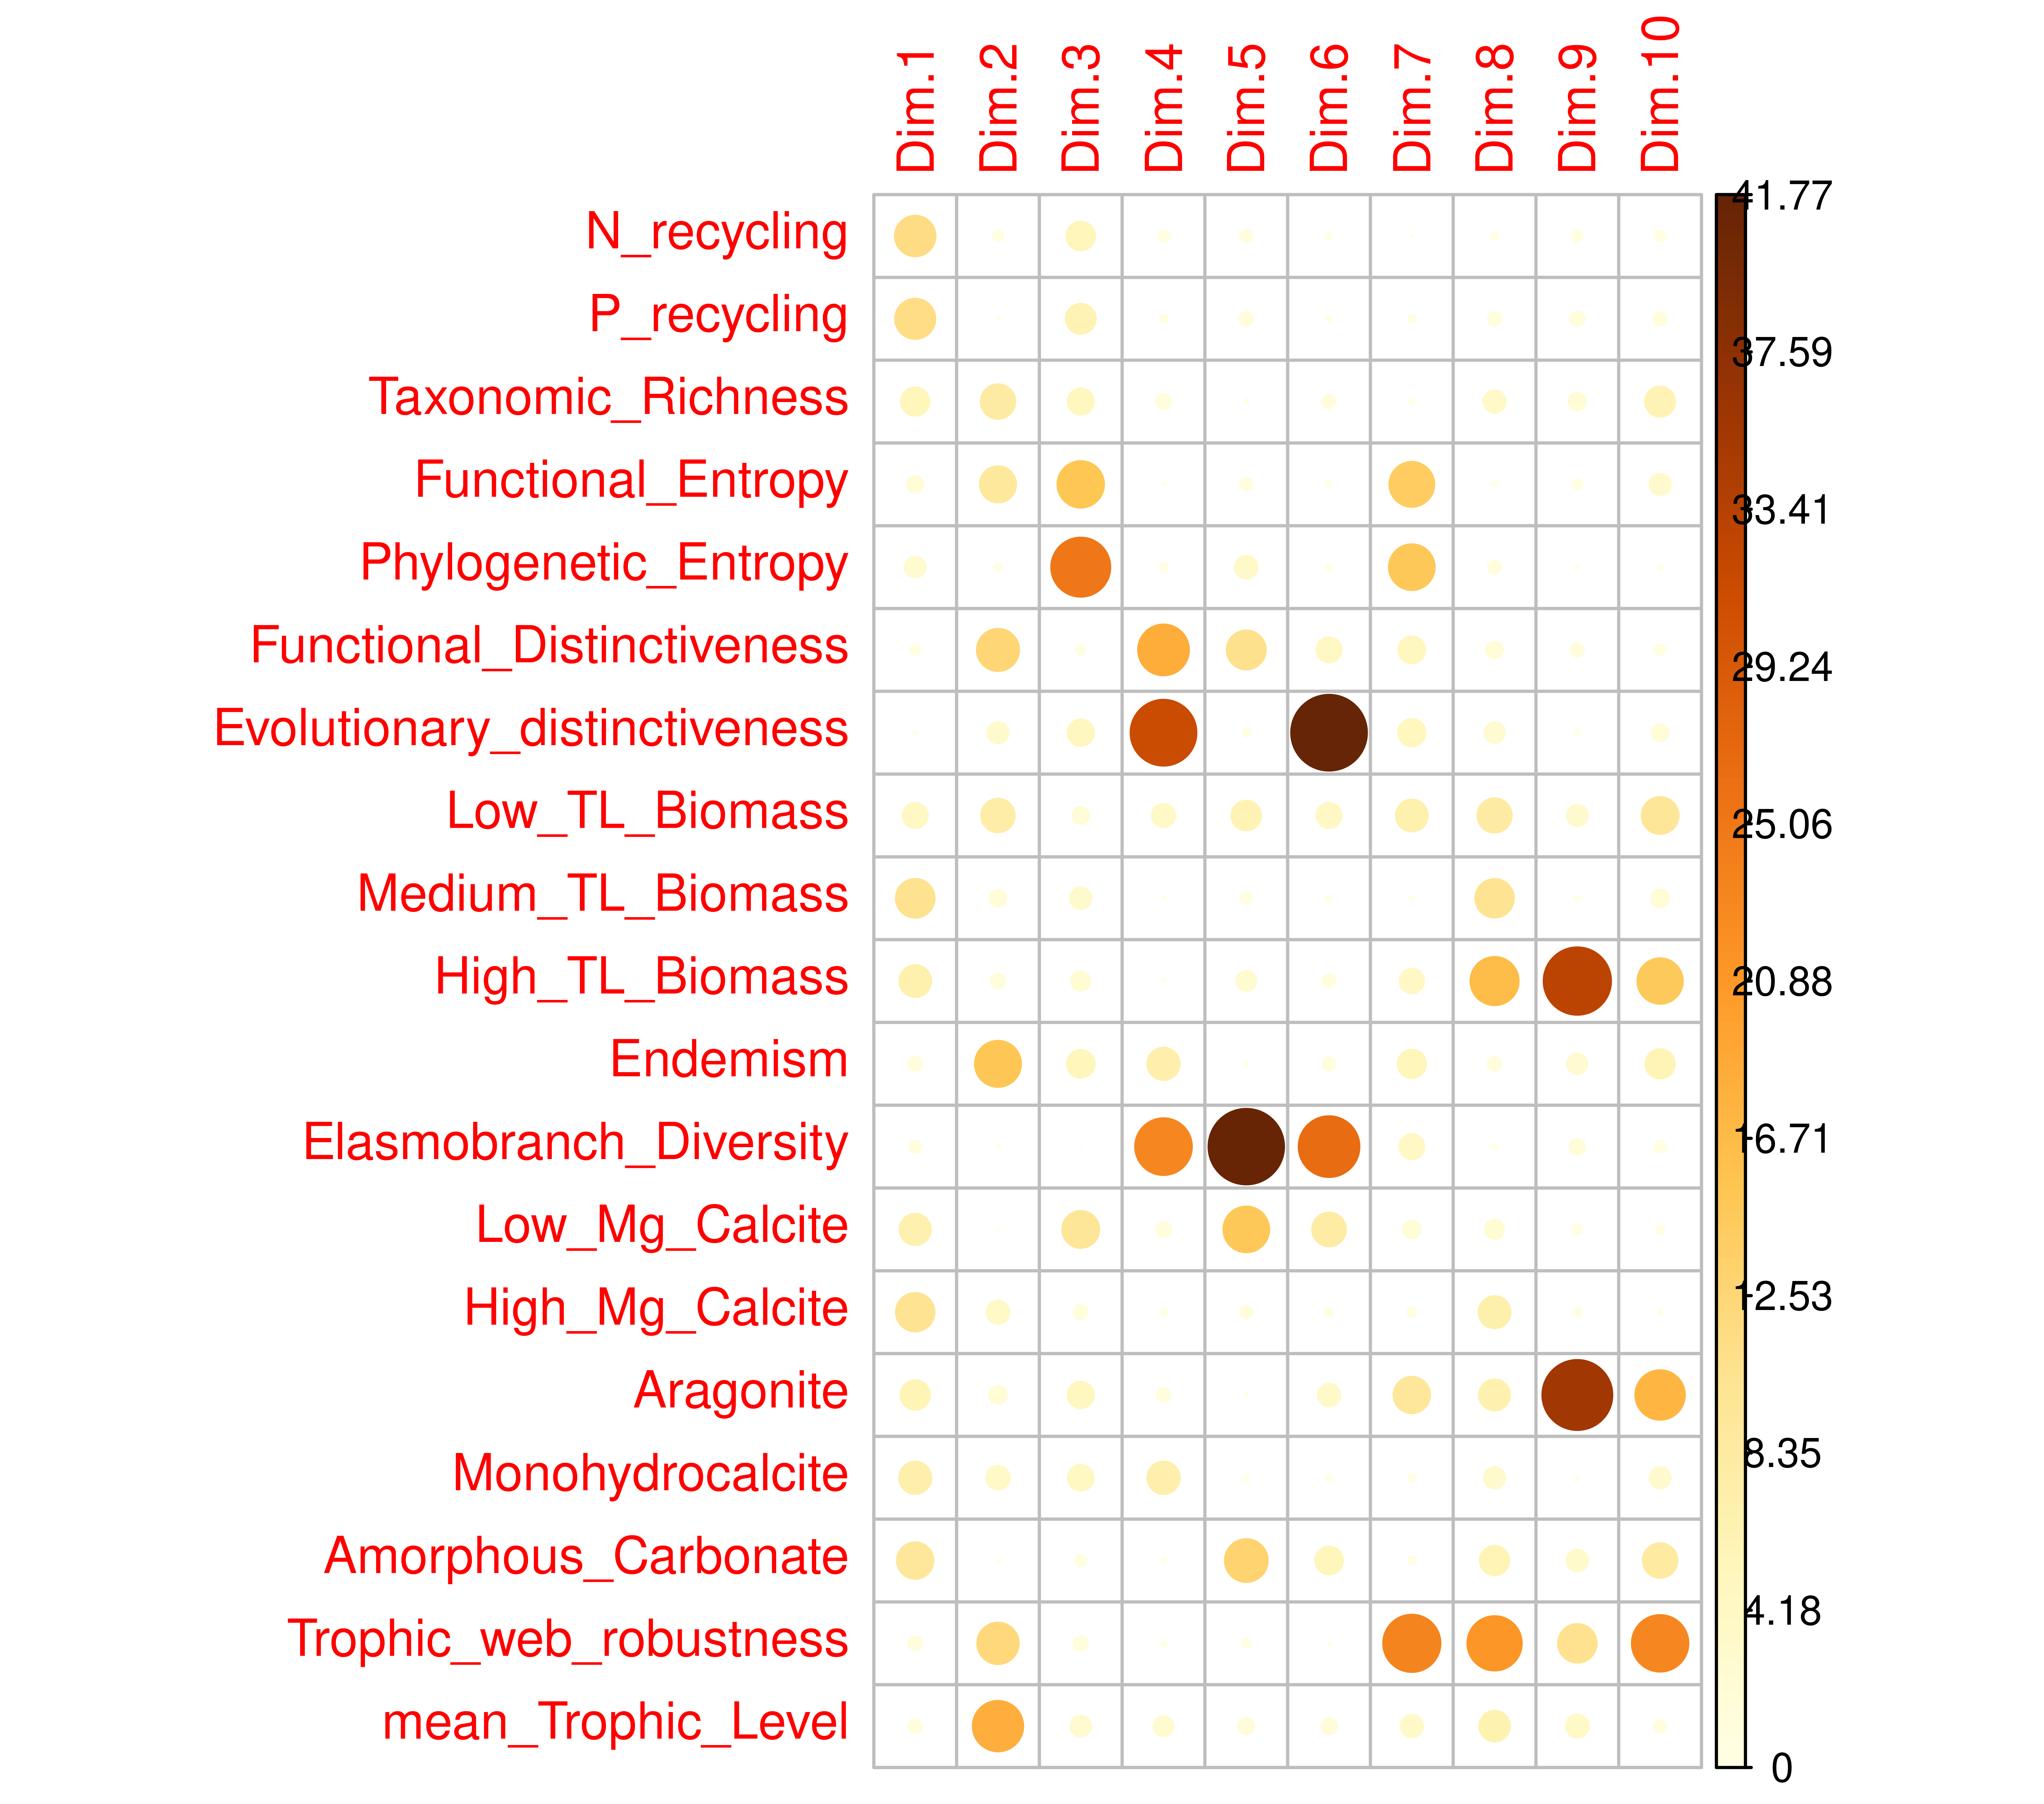 Dim.1
Dim.2
Dim.3
Dim.4
Dim.5
Dim.6
Dim.7
Dim.8
Dim.9
Dim.10
N_recycling
P_recycling
Taxonomic_Richness
Functional_Entropy
Phylogenetic_Entropy
Functional_Distinctiveness
Evolutionary_distinctiveness
Low_TL_Biomass
Medium_TL_Biomass
High_TL_Biomass
Endemism
Elasmobranch_Diversity
Low_Mg_Calcite
High_Mg_Calcite
Aragonite
Monohydrocalcite
Amorphous_Carbonate
Trophic_web_robustness
mean_Trophic_Level
41.77
37.59
33.41
29.24
25.06
20.88
16.71
12.53
8.35
4.18
0